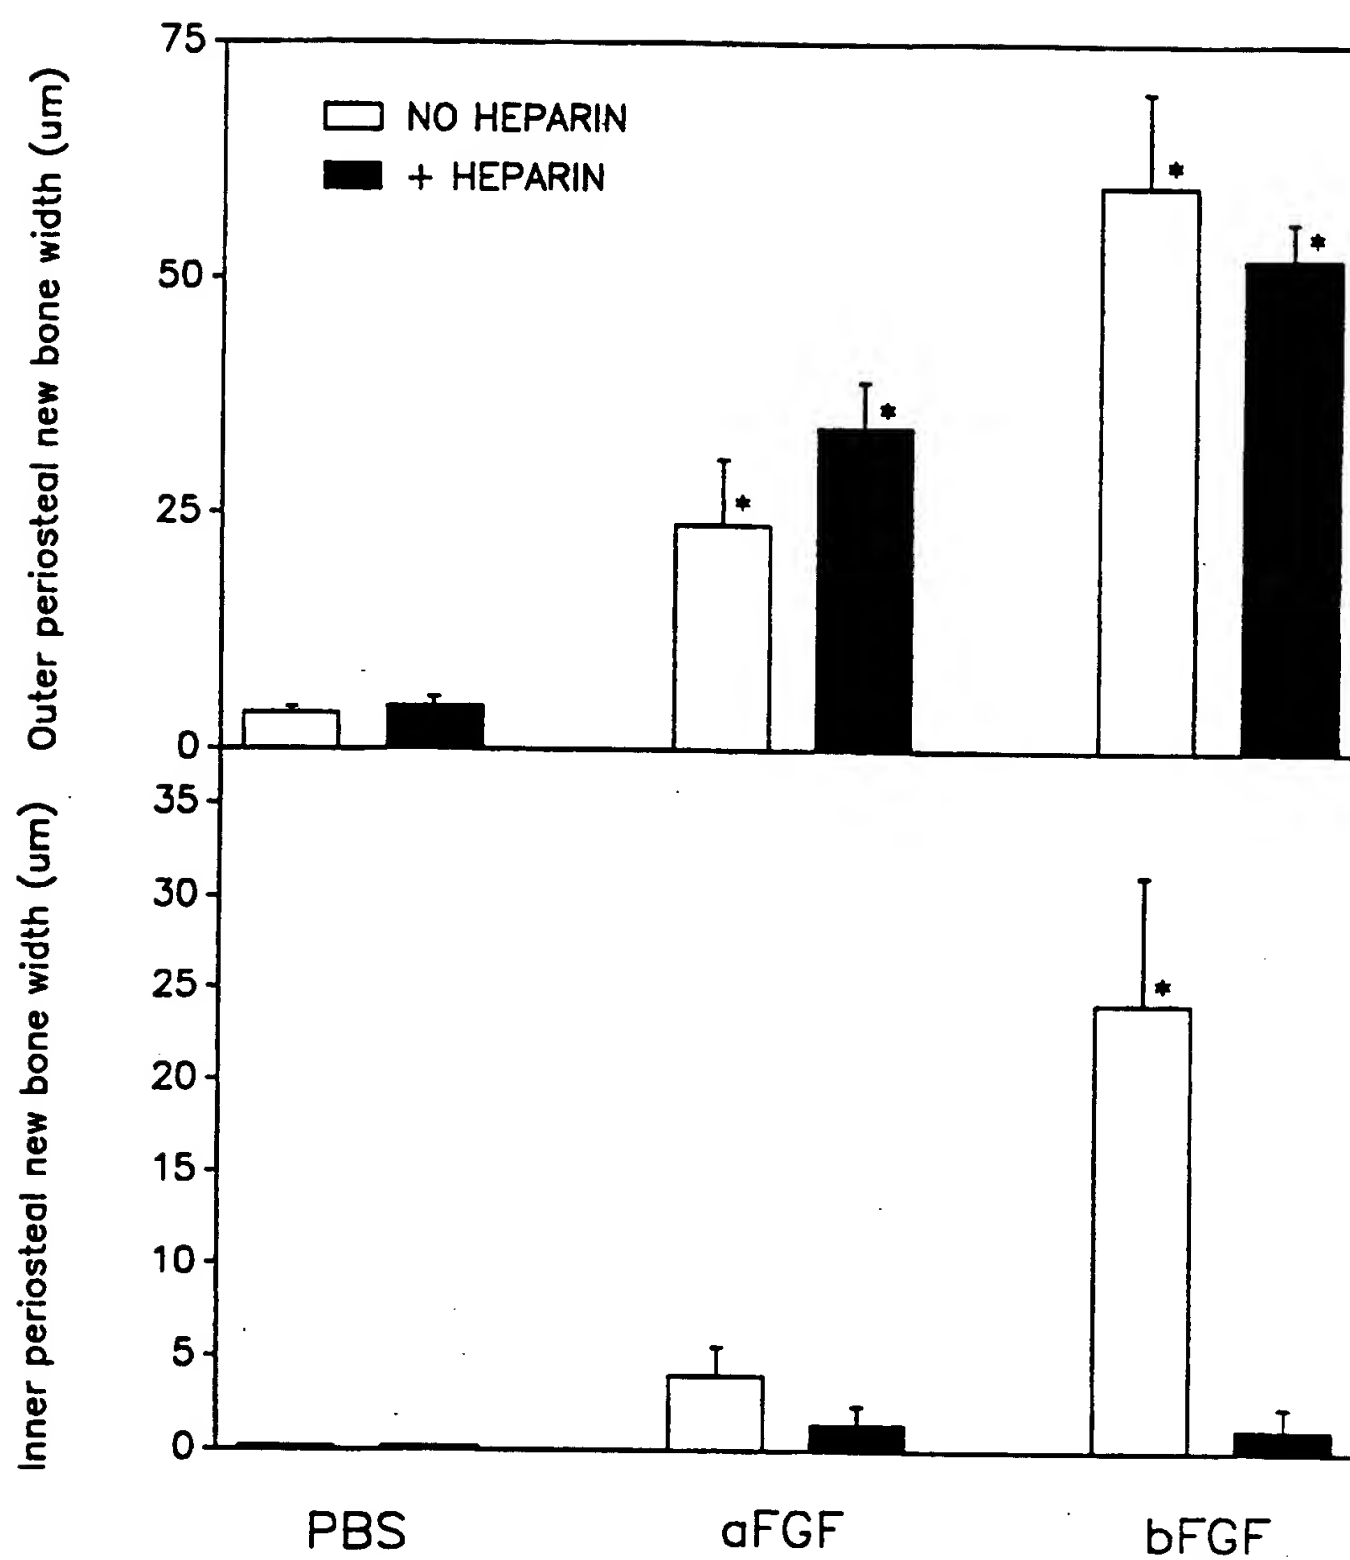 Outer periosteal new bone width (um)
75
50
25
0
NO HEPARIN
+ HEPARIN
*
*
*
*
Inner periosteal new bone width (um)
35
30
25
20
15
10
5
0
*
PBS
aFGF
bFGF